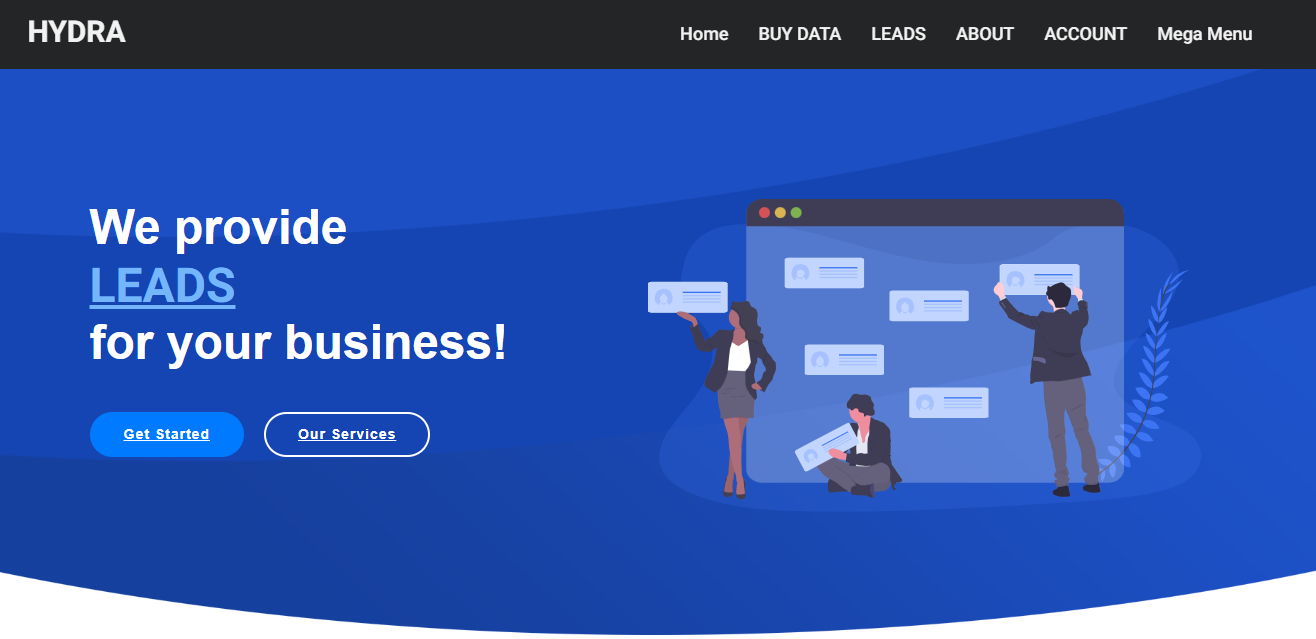 HYDRA
Home BUY DATA LEADS ABOUT ACCOUNT Mega Menu
We provide
LEADS
for your business!
Get Started Our Services